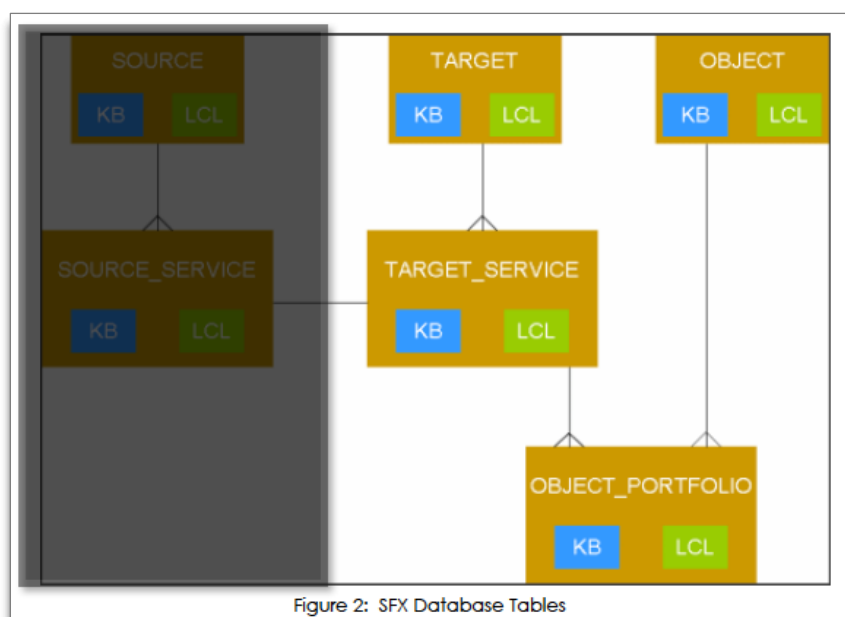 SOURCE
TARGET
OBJECT
KB LCL
KB LCL
KB LCL
SOURCE_SERVICE
TARGET_SERVICE
KB LCL
KB LCL
OBJECT_PORTFOLIO
KB LCL
Figure 2: SFX Database Tables